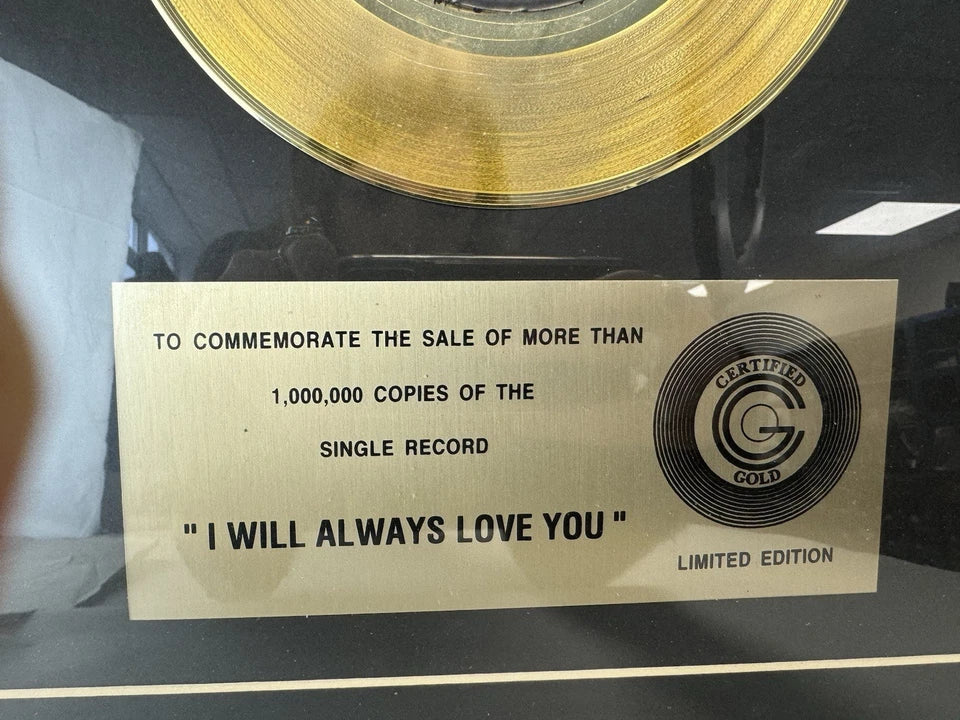 TO COMMEMORATE THE SALE OF MORE THAN
1,000,000 COPIES OF THE
SINGLE RECORD
" I WILL ALWAYS LOVE YOU "
CERTIFIED
CG
GOLD
LIMITED EDITION